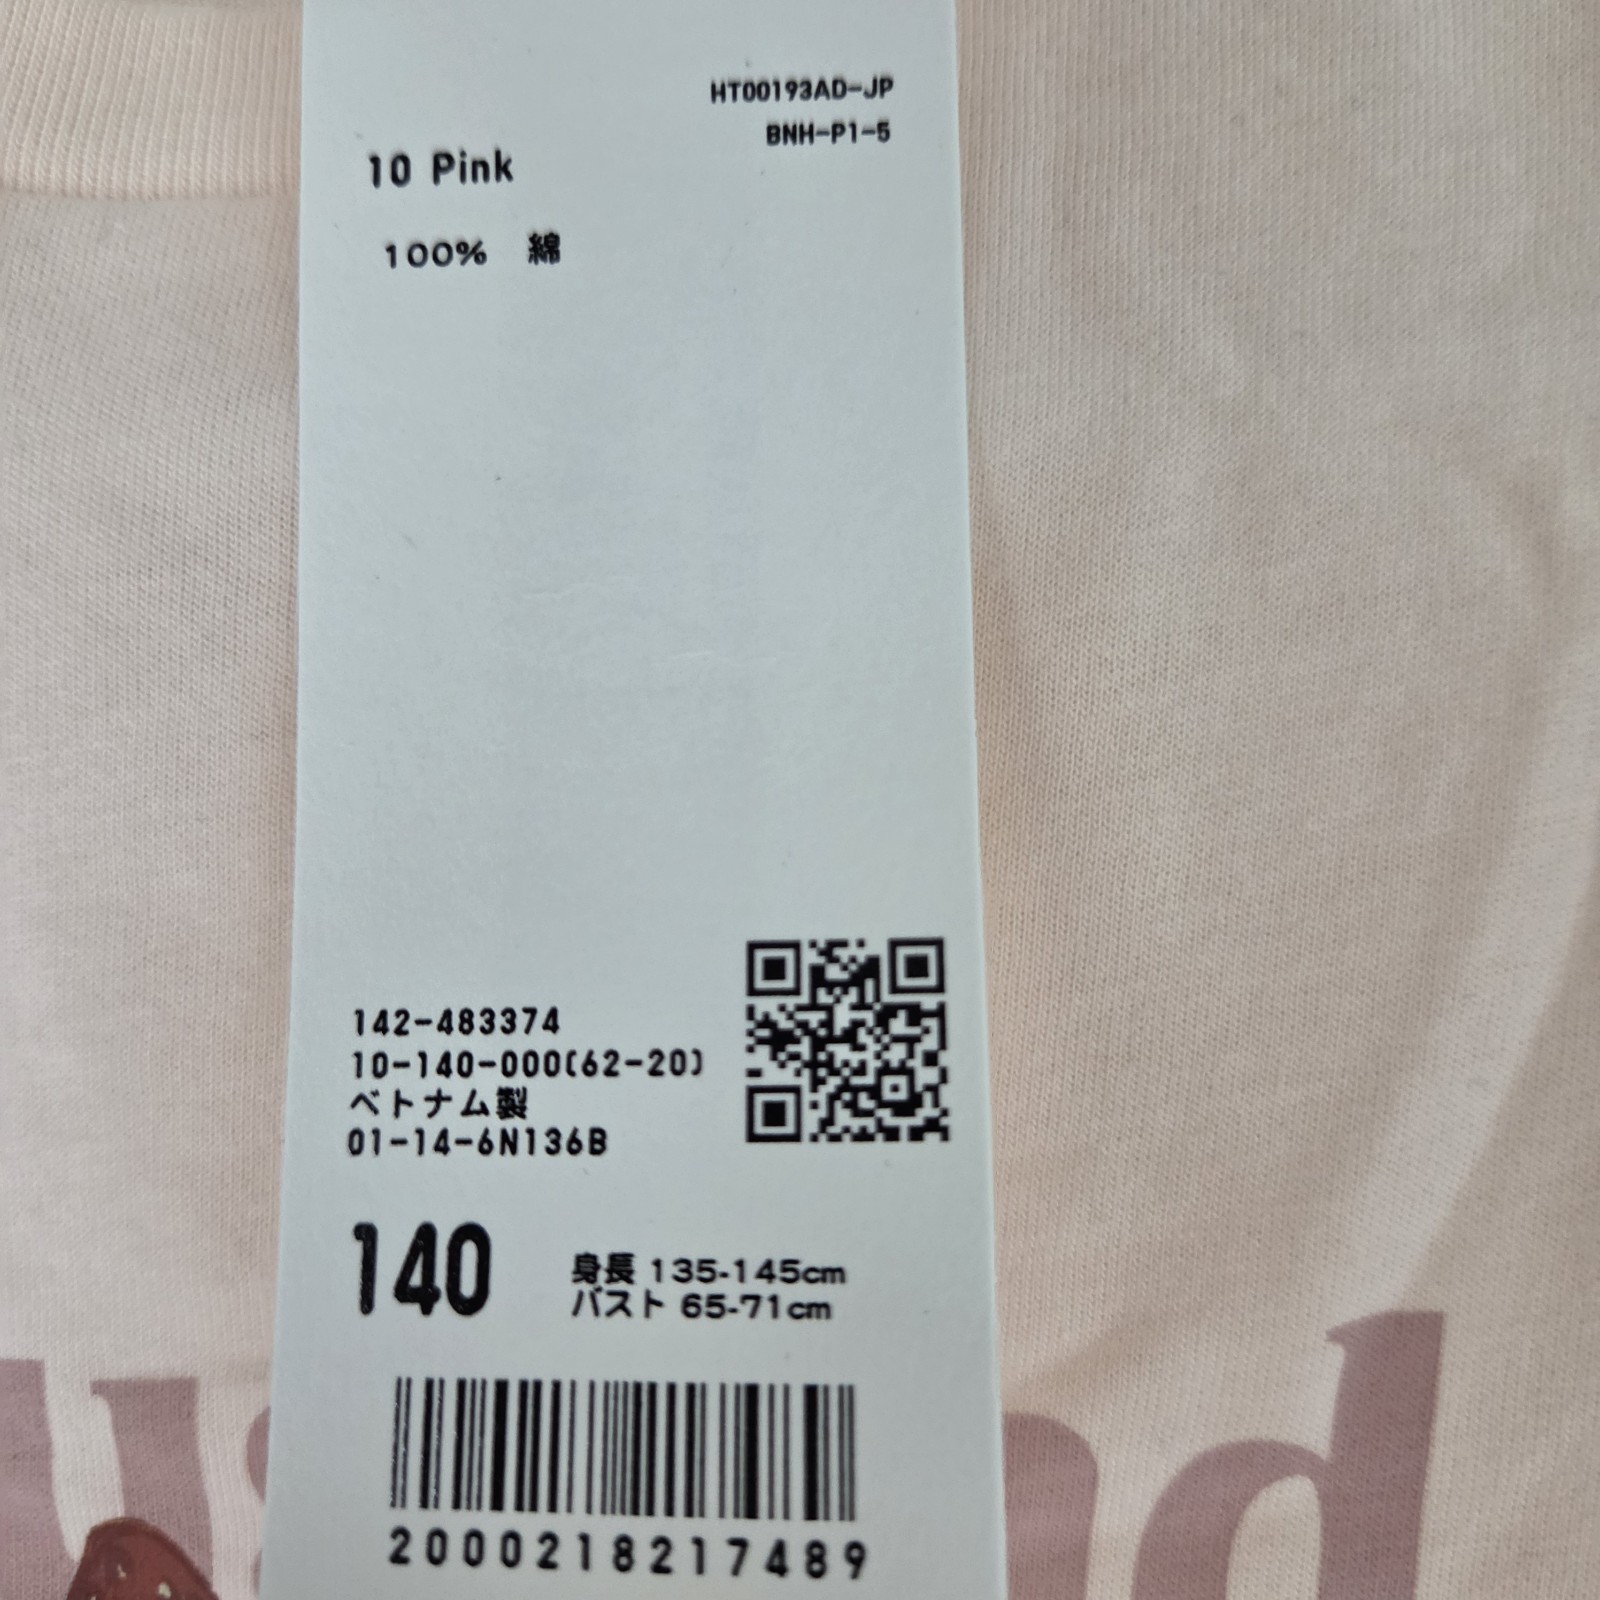 HT00193AD-JP
BNH-P1-5
10 Pink
100% 綿
142-483374
10-140-000(62-20)
ベトナム製
01-14-6N136B
140
身長 135-145cm
バスト 65-71cm
2000218217489